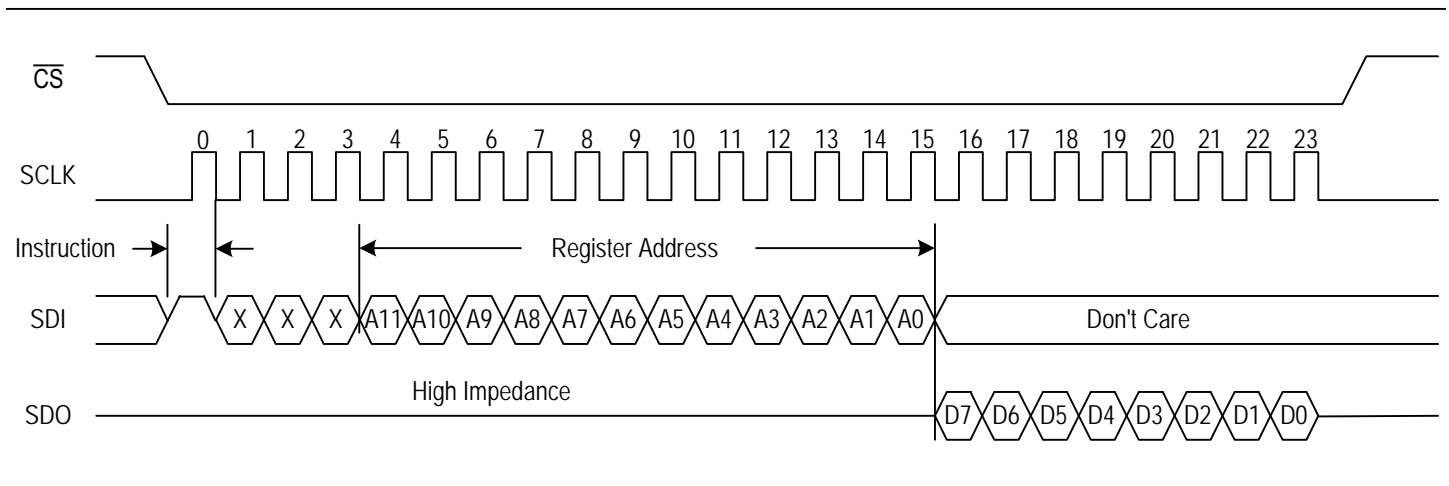 CS
0 1 2 3 4 5 6 7 8 9 10 11 12 13 14 15 16 17 18 19 20 21 22 23
SCLK
Instruction
Register Address
SDI
X X X A11 A10 A9 A8 A7 A6 A5 A4 A3 A2 A1 A0
Don't Care
High Impedance
SDO
D7 D6 D5 D4 D3 D2 D1 D0